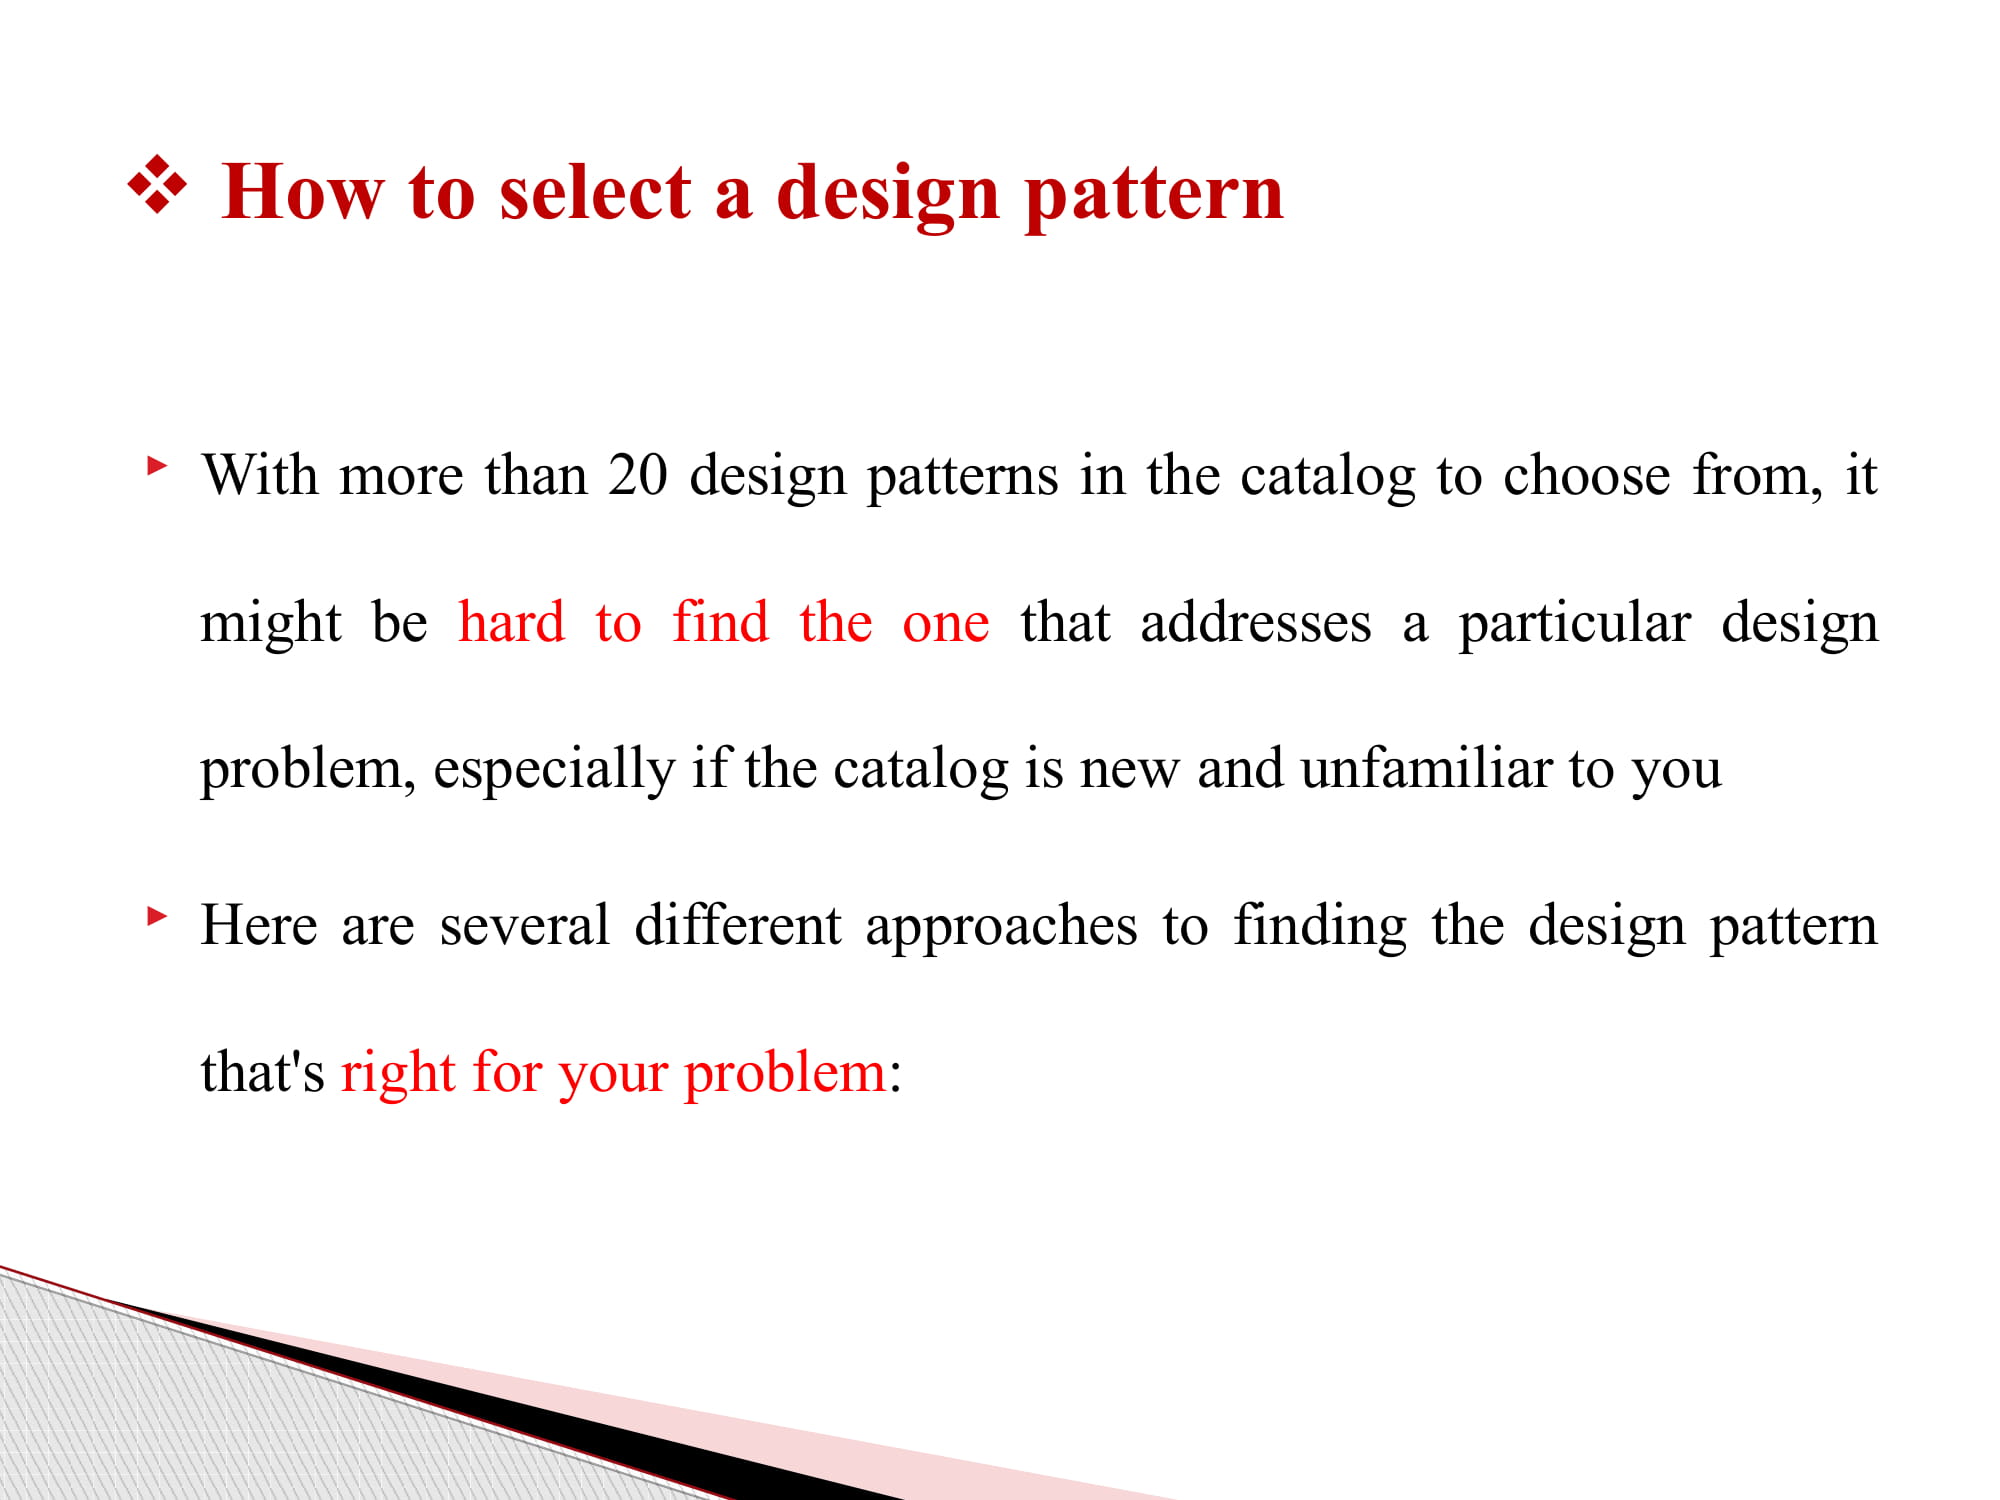 ❖ How to select a design pattern
► With more than 20 design patterns in the catalog to choose from, it
might be hard to find the one that addresses a particular design
problem, especially if the catalog is new and unfamiliar to you
► Here are several different approaches to finding the design pattern
that's right for your problem: